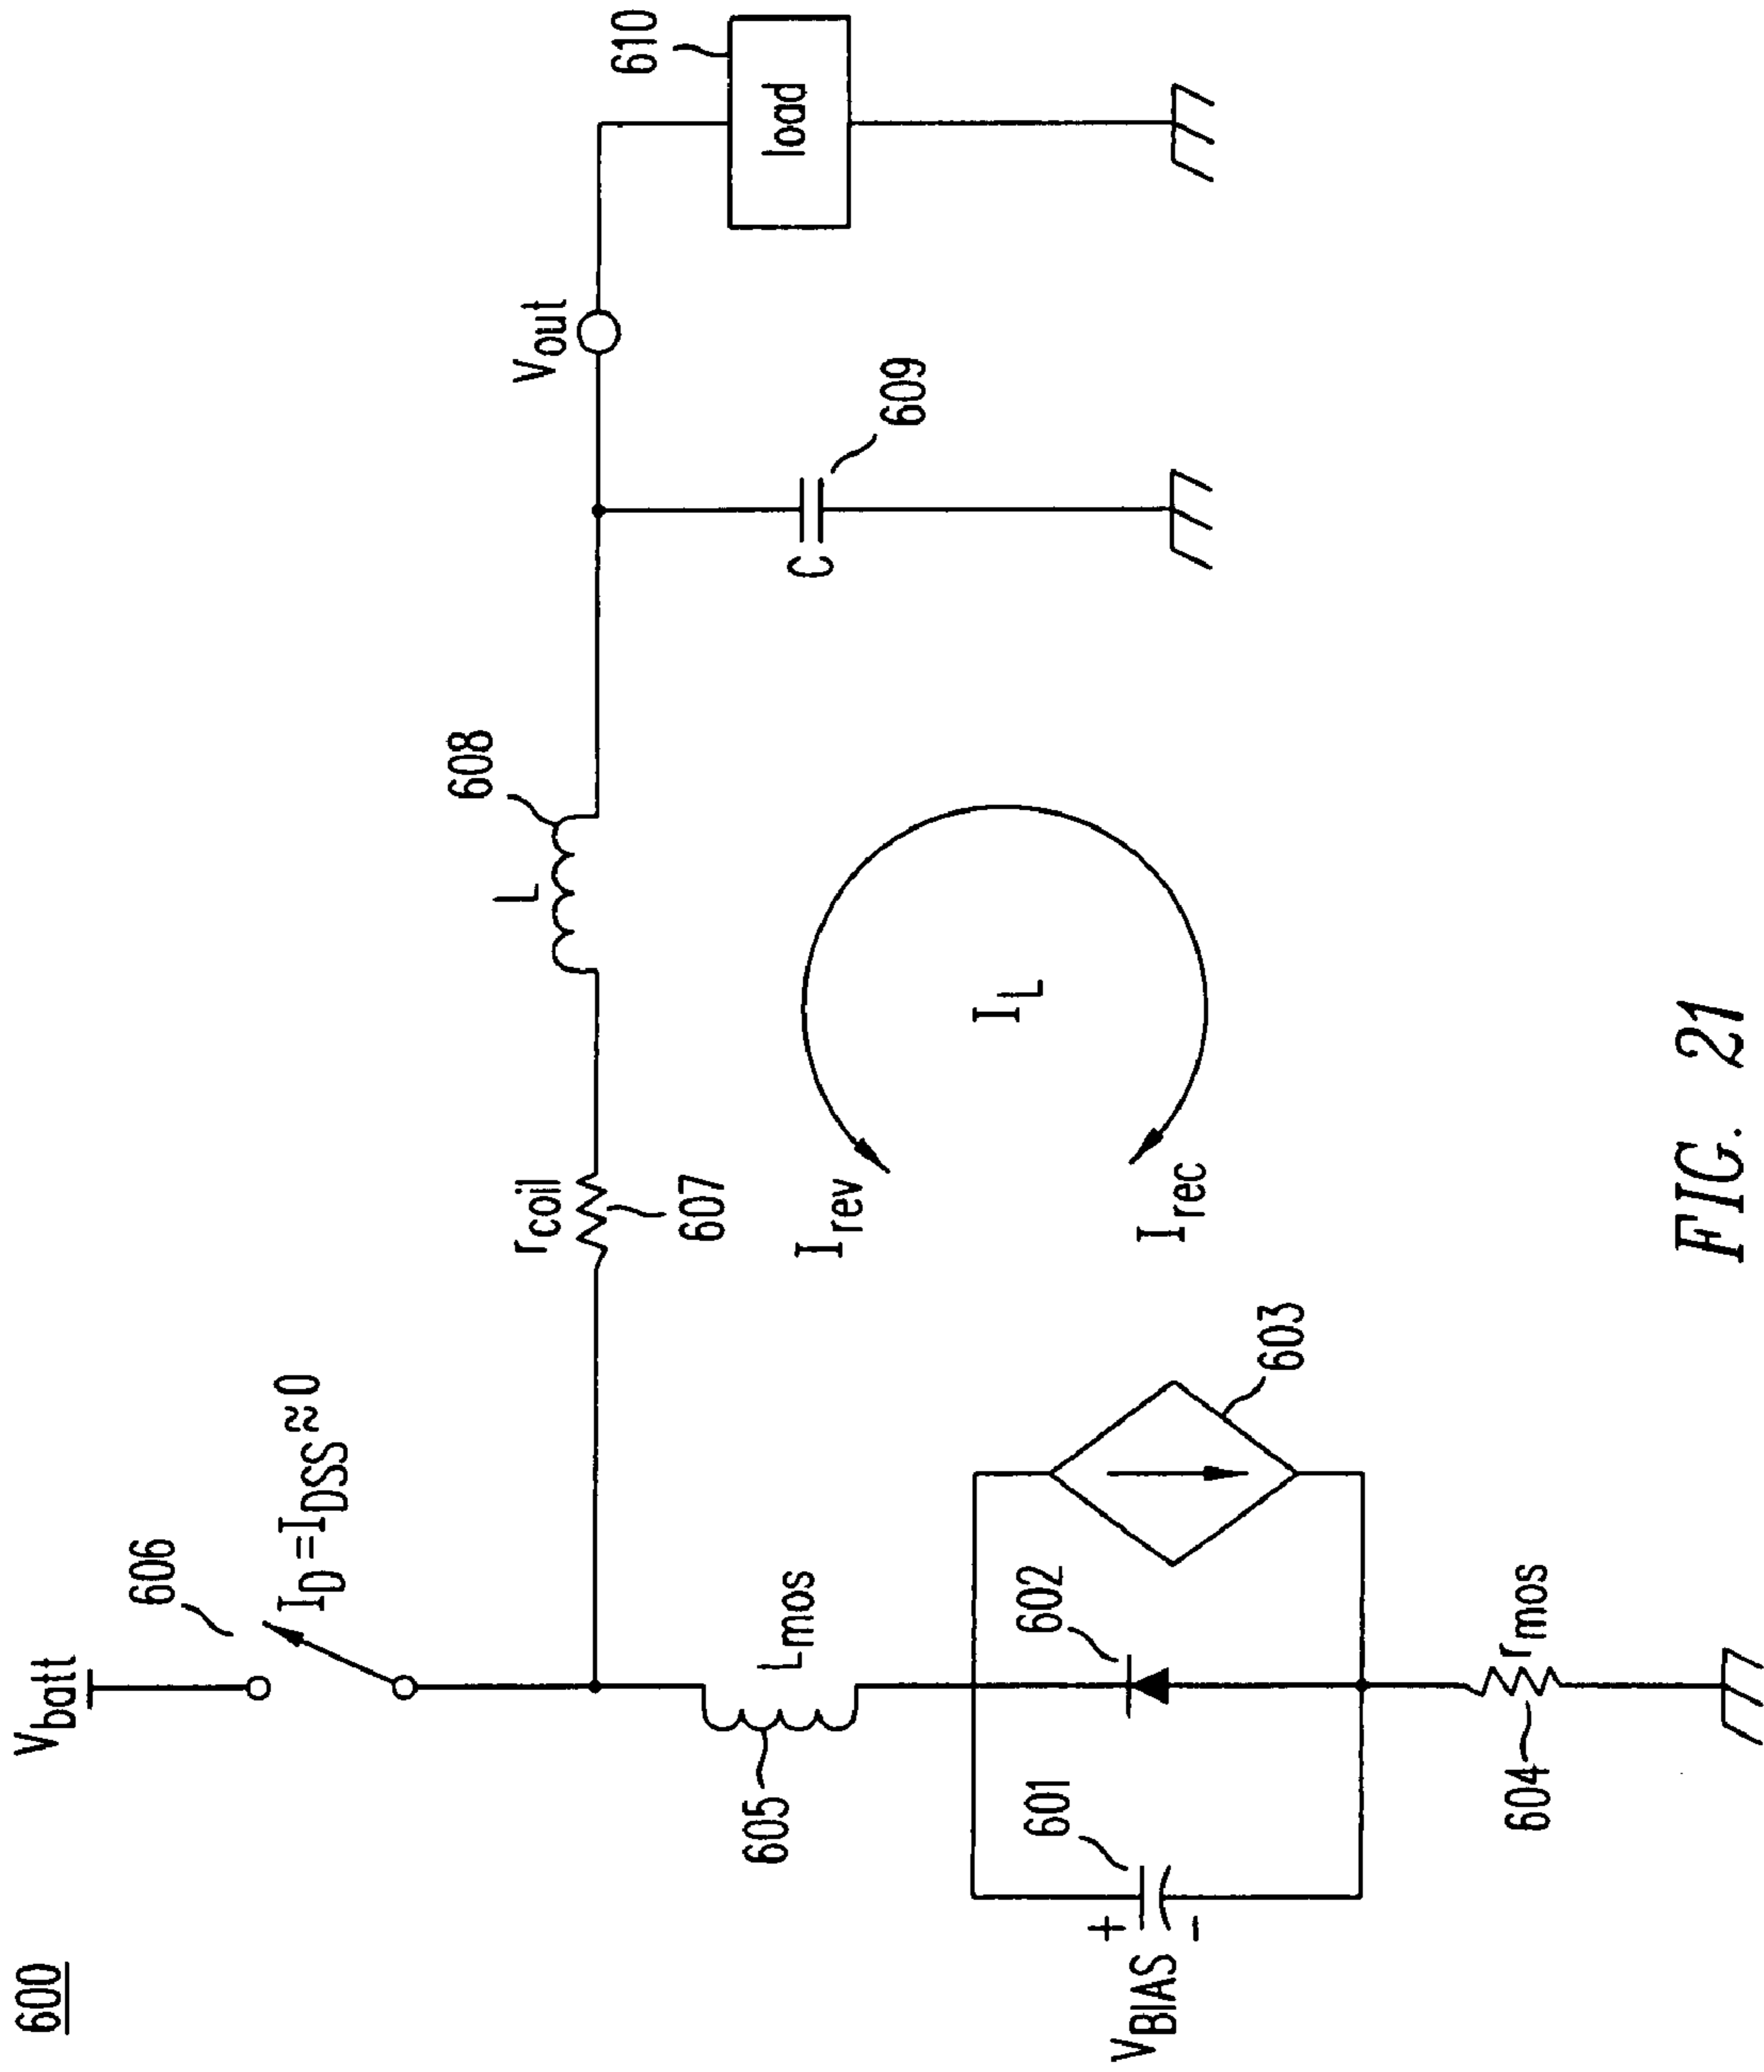 600
V_batt
606
I_D = I_DSS ≈ 0
r_coil
607
L
608
V_out
610
load
C
609
I_rev
I_L
I_rec
605
L_mos
V_BIAS
+
-
601
602
603
604
r_mos
FIG. 21